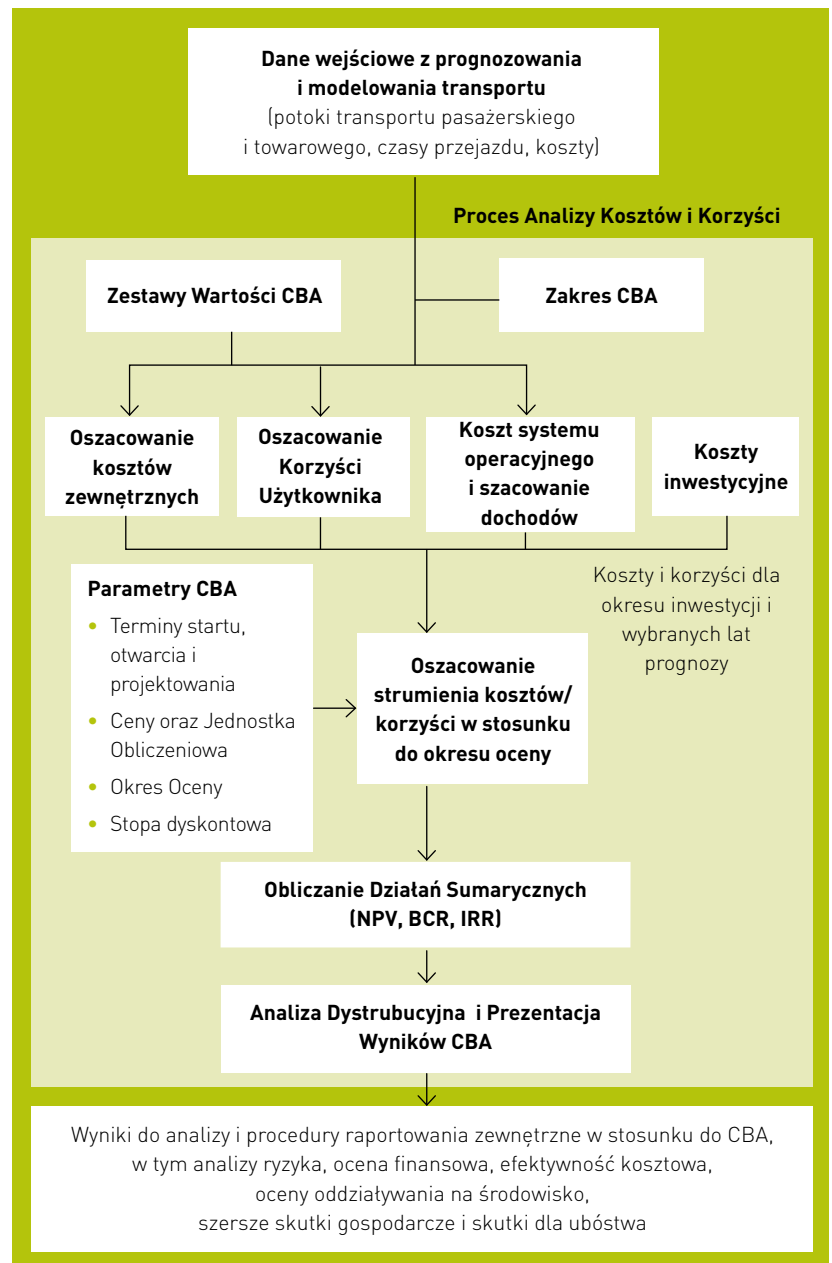 Dane wejściowe z prognozowania
i modelowania transportu
(potoki transportu pasażerskiego
i towarowego, czasy przejazdu, koszty)
Proces Analizy Kosztów i Korzyści
Zestawy Wartości CBA
Zakres CBA
Oszacowanie
kosztów
zewnętrznych
Oszacowanie
Korzyści
Użytkownika
Koszt systemu
operacyjnego
i szacowanie
dochodów
Koszty
inwestycyjne
Parametry CBA
• Terminy startu,
otwarcia i
projektowania
• Ceny oraz Jednostka
Obliczeniowa
• Okres Oceny
• Stopa dyskontowa
Oszacowanie
strumienia kosztów/
korzyści w stosunku
do okresu oceny
Koszty i korzyści dla
okresu inwestycji i
wybranych lat
prognozy
Obliczanie Działań Sumarycznych
(NPV, BCR, IRR)
Analiza Dystrubucyjna i Prezentacja
Wyników CBA
Wyniki do analizy i procedury raportowania zewnętrzne w stosunku do CBA,
w tym analizy ryzyka, ocena finansowa, efektywność kosztowa,
oceny oddziaływania na środowisko,
szersze skutki gospodarcze i skutki dla ubóstwa